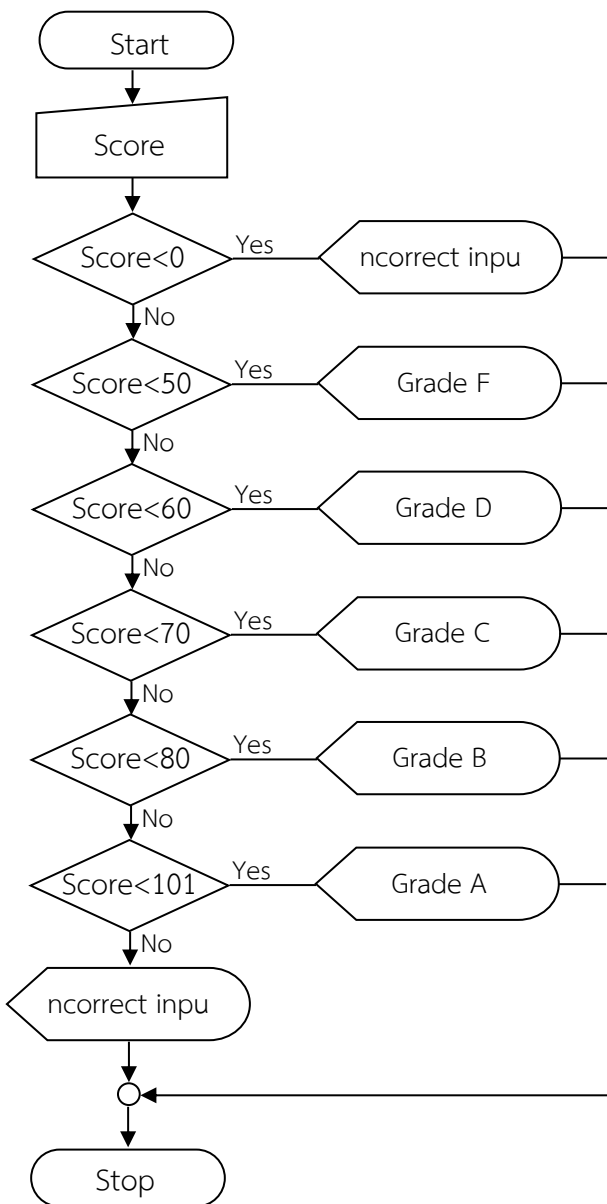 Start
Score
Score<0
Yes
ncorrect inpu
No
Score<50
Yes
Grade F
No
Score<60
Yes
Grade D
No
Score<70
Yes
Grade C
No
Score<80
Yes
Grade B
No
Score<101
Yes
Grade A
No
ncorrect inpu
Stop